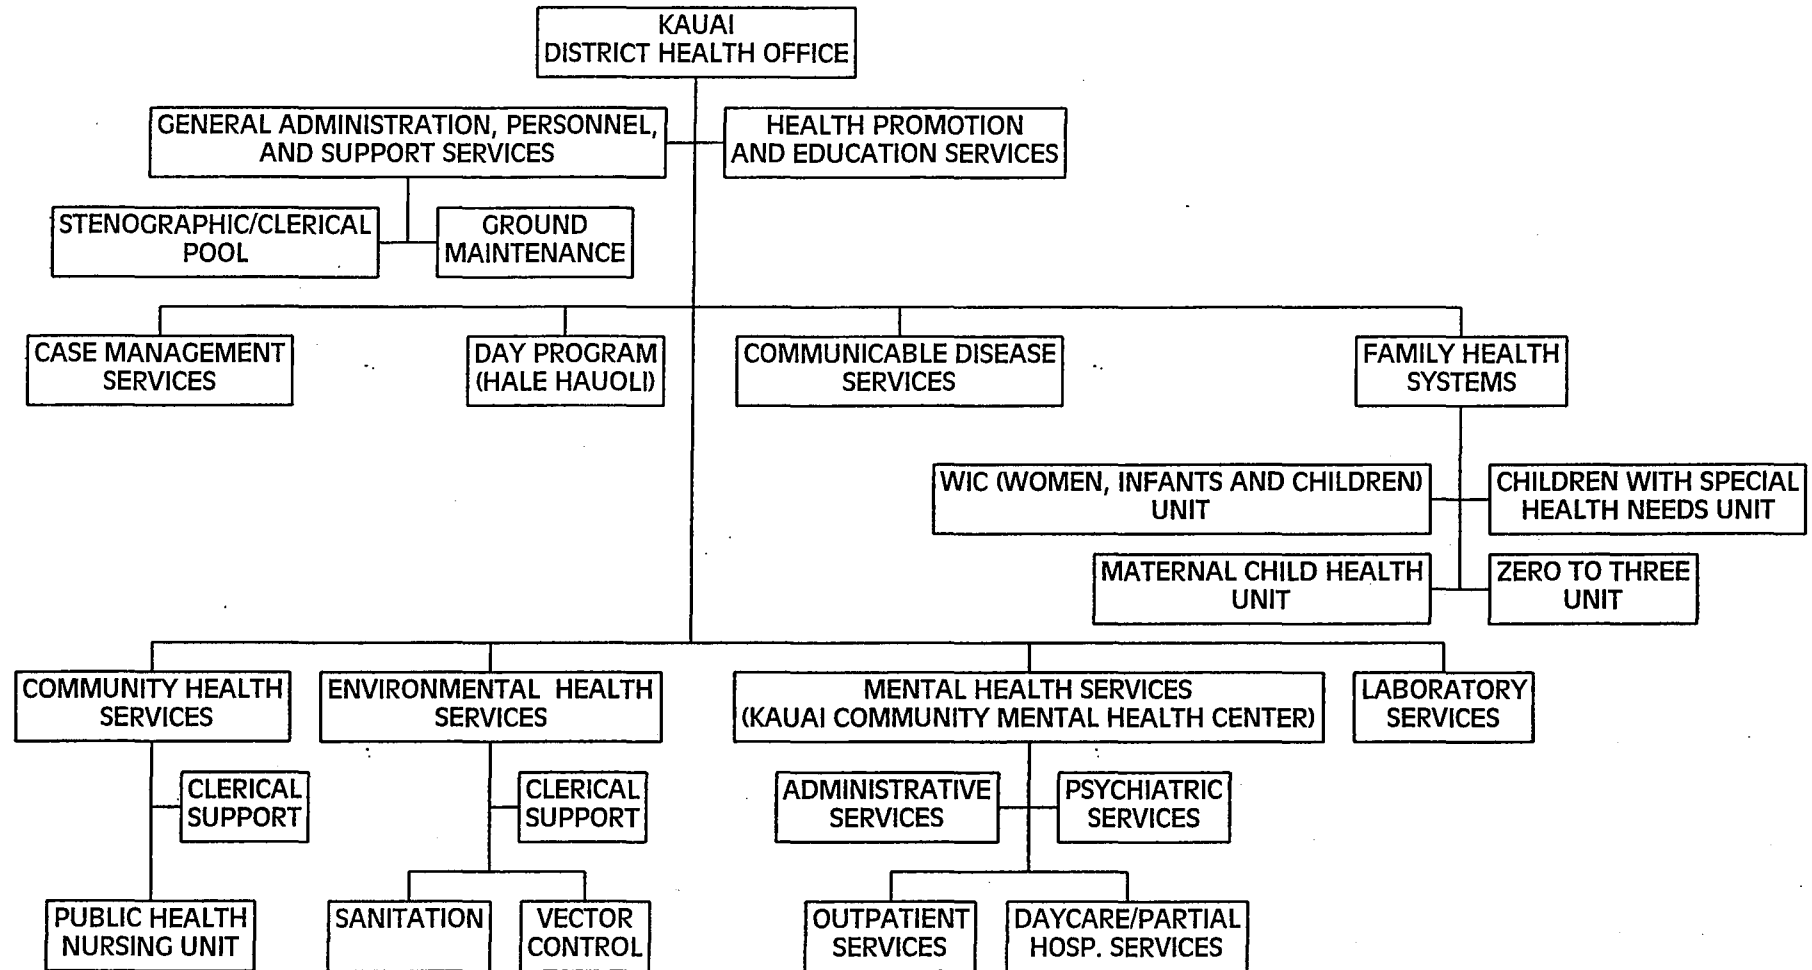 KAUAI
DISTRICT HEALTH OFFICE
GENERAL ADMINISTRATION, PERSONNEL,
AND SUPPORT SERVICES
HEALTH PROMOTION
AND EDUCATION SERVICES
STENOGRAPHIC/CLERICAL
POOL
GROUND
MAINTENANCE
CASE MANAGEMENT
SERVICES
DAY PROGRAM
(HALE HAUOLI)
COMMUNICABLE DISEASE
SERVICES
FAMILY HEALTH
SYSTEMS
WIC (WOMEN, INFANTS AND CHILDREN)
UNIT
CHILDREN WITH SPECIAL
HEALTH NEEDS UNIT
MATERNAL CHILD HEALTH
UNIT
ZERO TO THREE
UNIT
COMMUNITY HEALTH
SERVICES
ENVIRONMENTAL HEALTH
SERVICES
MENTAL HEALTH SERVICES
(KAUAI COMMUNITY MENTAL HEALTH CENTER)
LABORATORY
SERVICES
CLERICAL
SUPPORT
CLERICAL
SUPPORT
ADMINISTRATIVE
SERVICES
PSYCHIATRIC
SERVICES
PUBLIC HEALTH
NURSING UNIT
SANITATION
VECTOR
CONTROL
OUTPATIENT
SERVICES
DAYCARE/PARTIAL
HOSP. SERVICES